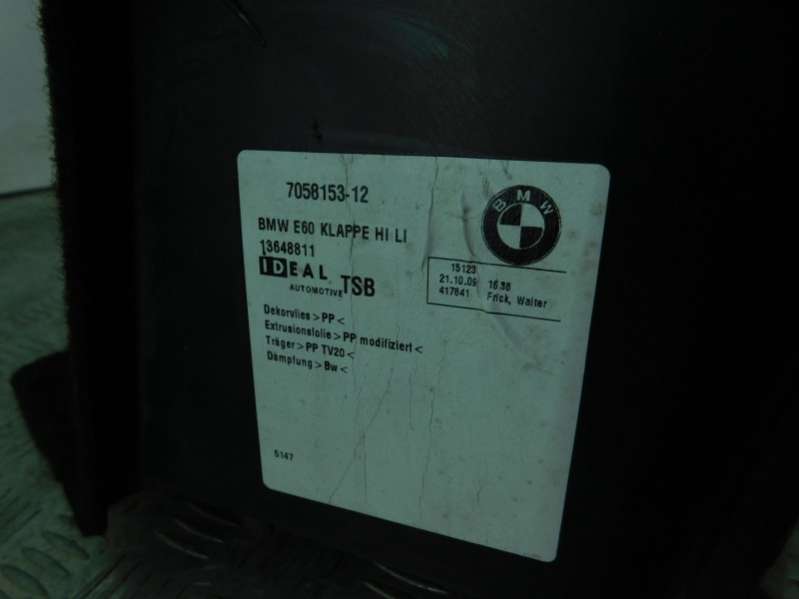 7058153-12
BMW
BMW E60 KLAPPE HI LI
13648811
IDEAL
AUTOMOTIVE TSB
15123
21.10.09 16:38
417641 Frick, Walter
Dekorvlies >PP<
Extrusionsfolie >PP modifiziert<
Träger >PP TV20<
Dämpfung >Bw<
5147